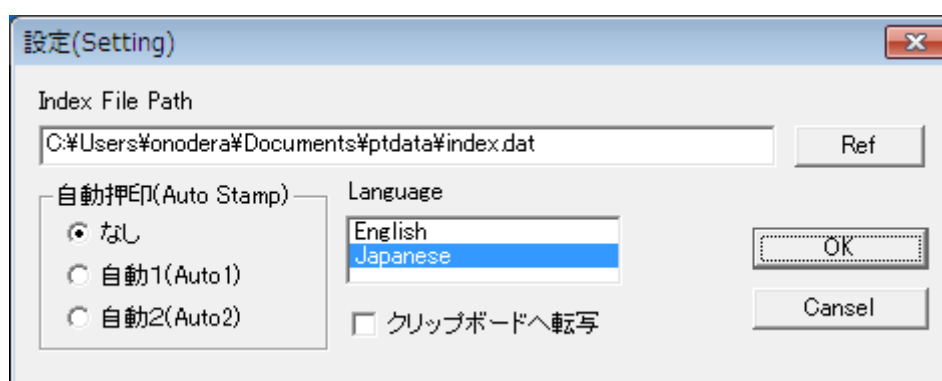 設定(Setting)
Index File Path
C:¥Users¥onodera¥Documents¥ptdata¥index.dat
Ref
自動押印(Auto Stamp)
なし
自動1(Auto1)
自動2(Auto2)
Language
English
Japanese
クリップボードへ転写
OK
Cansel